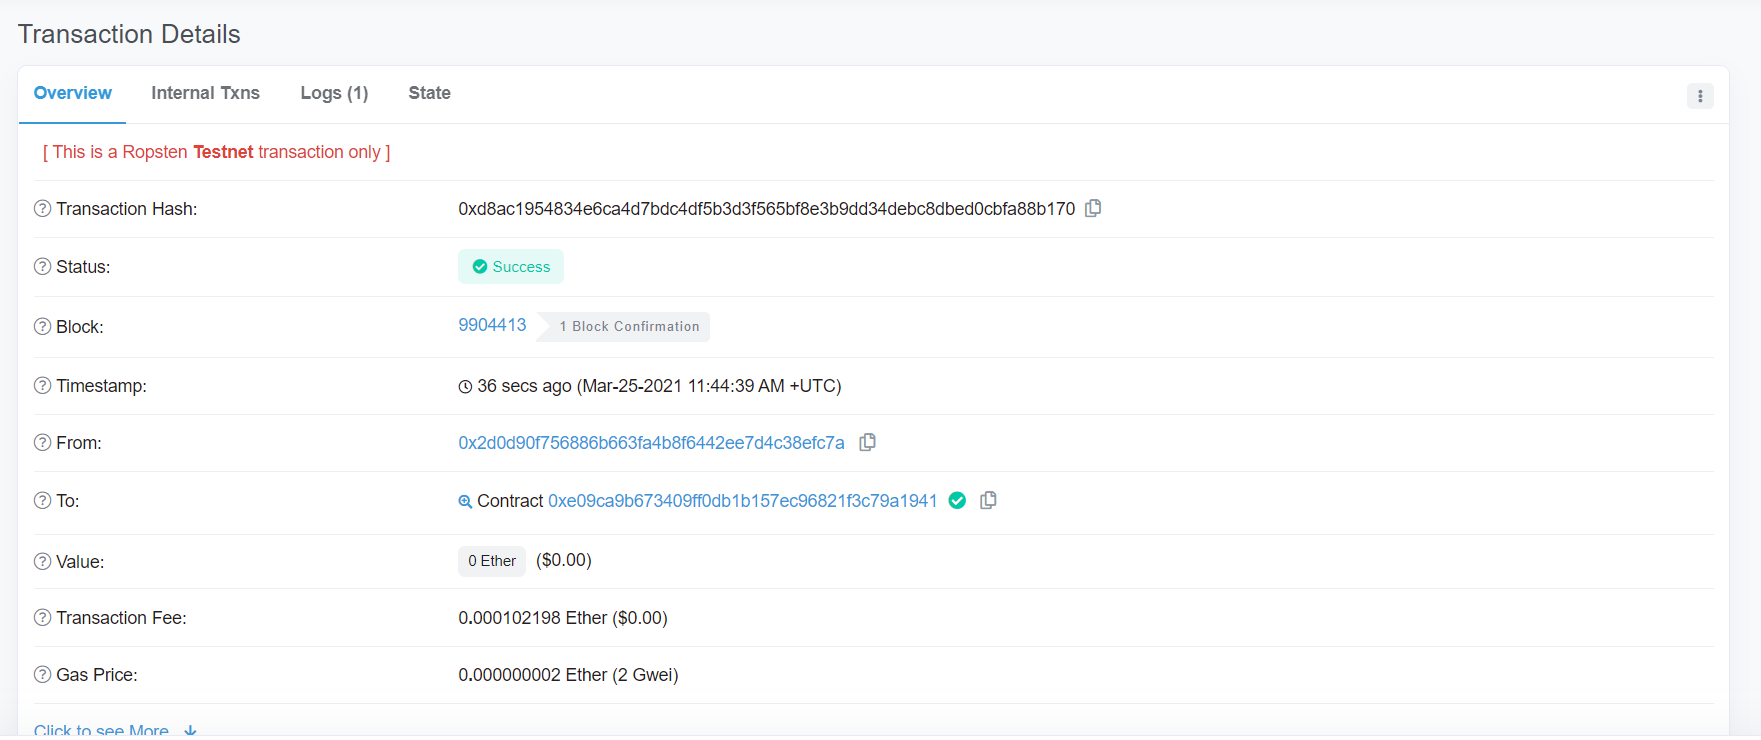 Transaction Details
Overview Internal Txns Logs (1) State
[ This is a Ropsten Testnet transaction only ]
Transaction Hash: 0xd8ac1954834e6ca4d7bdc4df5b3d3f565bf8e3b9dd34debc8dbed0cbfa88b170
Status: Success
Block: 9904413 1 Block Confirmation
Timestamp: 36 secs ago (Mar-25-2021 11:44:39 AM +UTC)
From: 0x2d0d90f756886b663fa4b8f6442ee7d4c38efc7a
To: Contract 0xe09ca9b673409ff0db1b157ec96821f3c79a1941
Value: 0 Ether ($0.00)
Transaction Fee: 0.000102198 Ether ($0.00)
Gas Price: 0.000000002 Ether (2 Gwei)
Click to see More